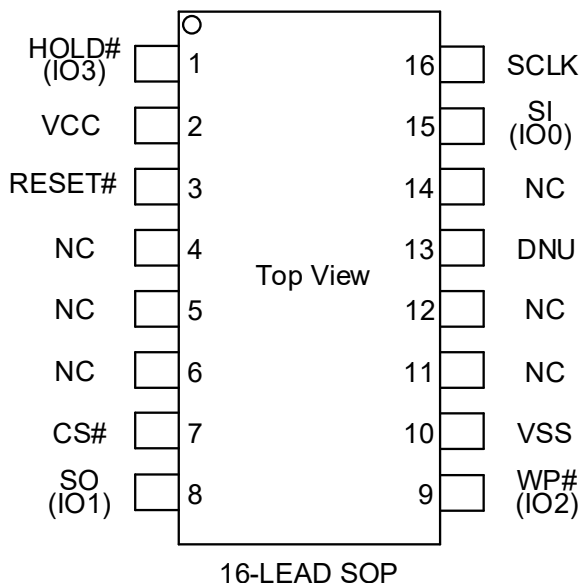 HOLD#
(IO3)
1
16
SCLK
VCC
2
15
SI
(IO0)
RESET#
3
14
NC
NC
4
13
DNU
Top View
NC
5
12
NC
NC
6
11
NC
CS#
7
10
VSS
SO
(IO1)
8
9
WP#
(IO2)
16-LEAD SOP